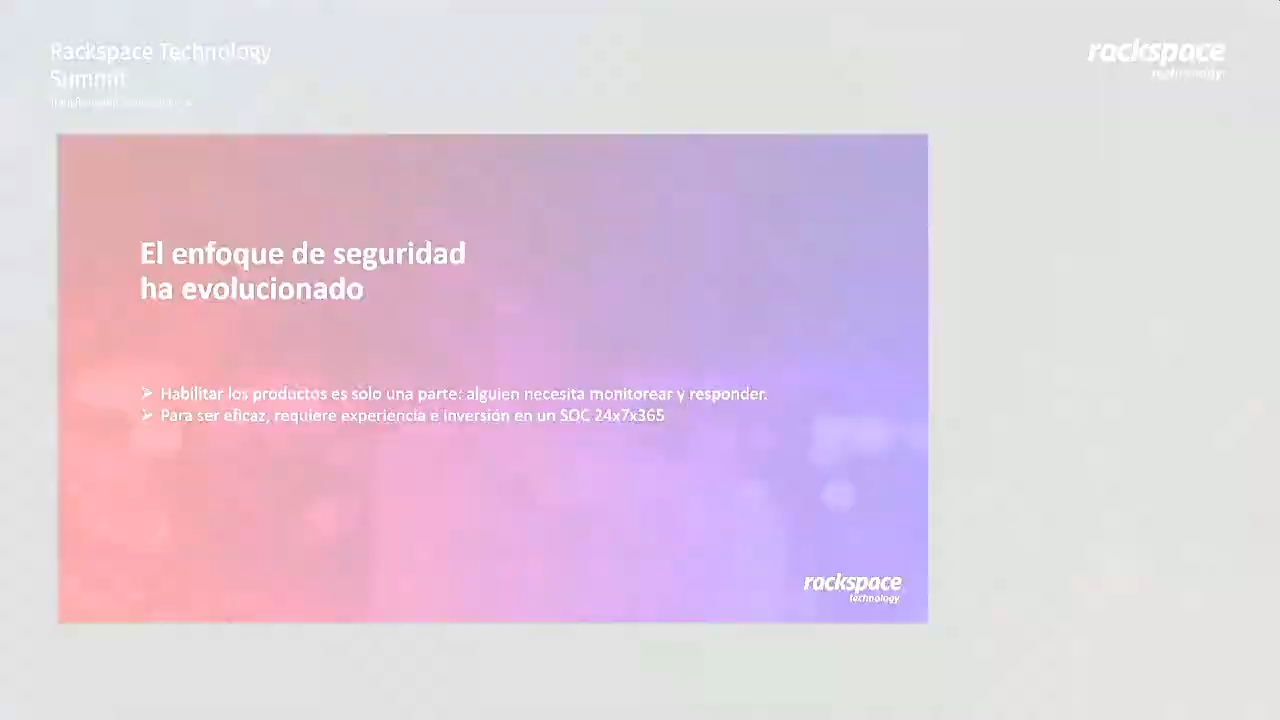 Rackspace Technology
Summit
rackspace
technology
El enfoque de seguridad
ha evolucionado
➢ Habilitar los productos es solo una parte: alguien necesita monitorear y responder.
➢ Para ser eficaz, requiere experiencia e inversión en un SOC 24x7x365
rackspace
technology